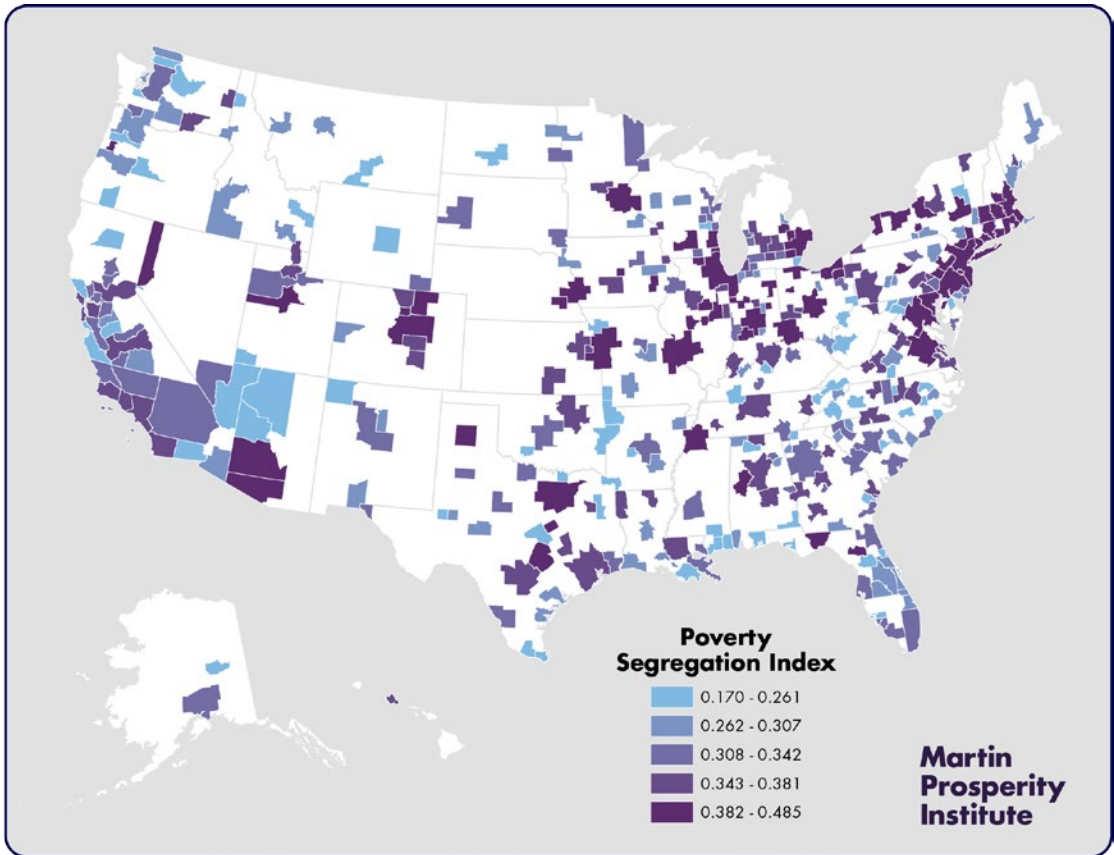 Poverty
Segregation Index
0.170 - 0.261
0.262 - 0.307
0.308 - 0.342
0.343 - 0.381
0.382 - 0.485
Martin
Prosperity
Institute